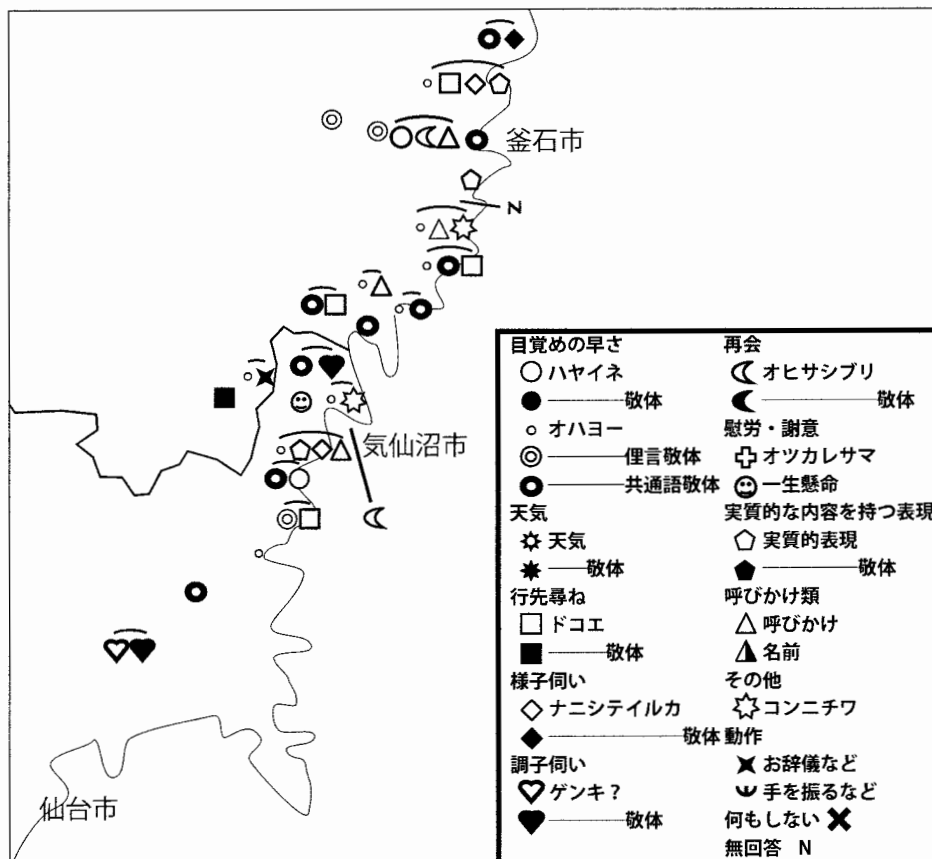 釜石市
N
気仙沼市
仙台市
目覚めの早さ
ハヤイネ
敬体
オハヨー
俚言敬体
共通語敬体
天気
天気
敬体
行先尋ね
ドコエ
敬体
様子伺い
ナニシテイルカ
敬体
調子伺い
ゲンキ？
敬体
再会
オヒサシブリ
敬体
慰労・謝意
オツカレサマ
一生懸命
実質的な内容を持つ表現
実質的表現
敬体
呼びかけ類
呼びかけ
名前
その他
コンニチワ
動作
お辞儀など
手を振るなど
何もしない
無回答 N